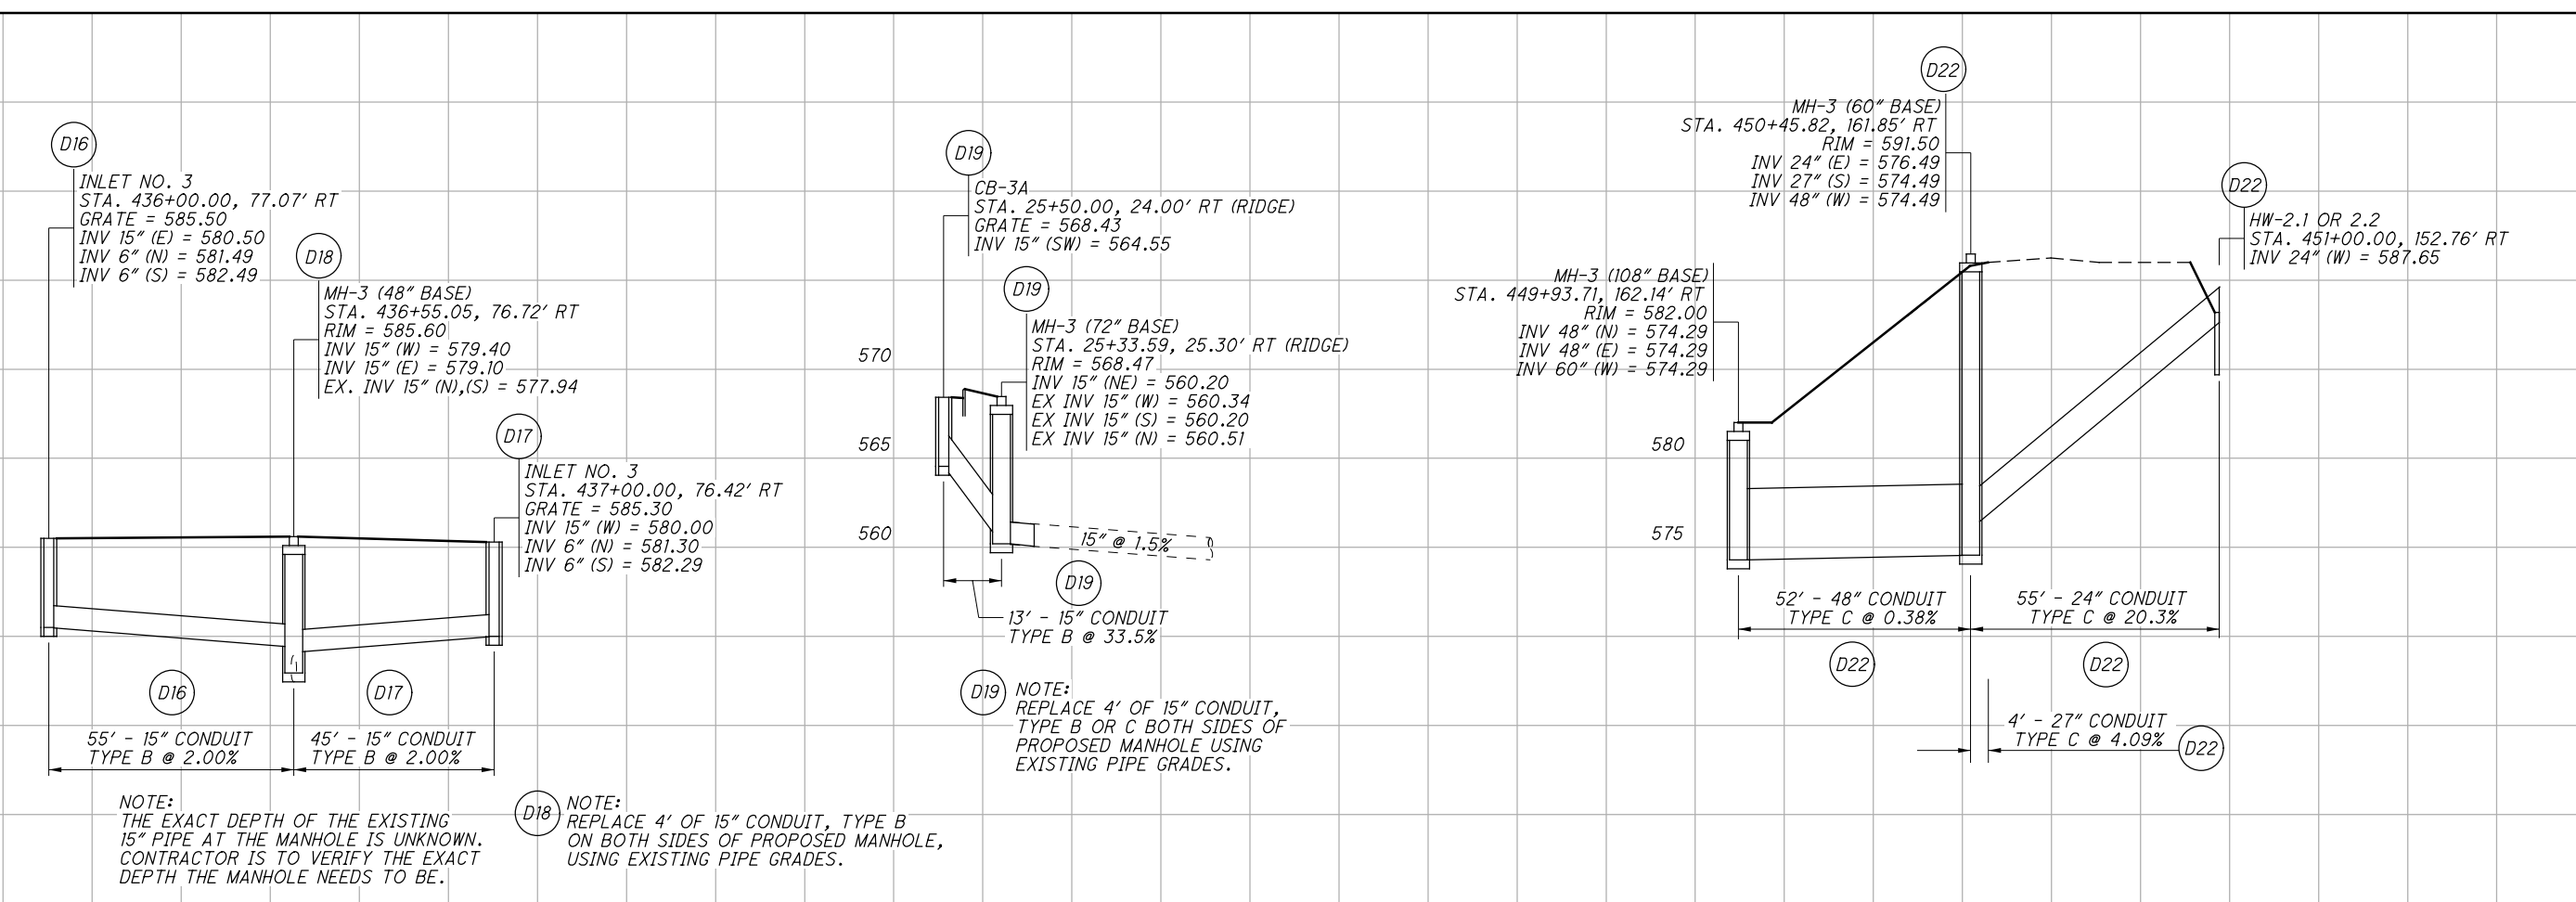 D16
INLET NO. 3
STA. 436+00.00, 77.07' RT
GRATE = 585.50
INV 15" (E) = 580.50
INV 6" (N) = 581.49
INV 6" (S) = 582.49
D18
MH-3 (48" BASE)
STA. 436+55.05, 76.72' RT
RIM = 585.60
INV 15" (W) = 579.40
INV 15" (E) = 579.10
EX. INV 15" (N),(S) = 577.94
D17
INLET NO. 3
STA. 437+00.00, 76.42' RT
GRATE = 585.30
INV 15" (W) = 580.00
INV 6" (N) = 581.30
INV 6" (S) = 582.29
D16
D17
55' - 15" CONDUIT
TYPE B @ 2.00%
45' - 15" CONDUIT
TYPE B @ 2.00%
NOTE:
THE EXACT DEPTH OF THE EXISTING
15" PIPE AT THE MANHOLE IS UNKNOWN.
CONTRACTOR IS TO VERIFY THE EXACT
DEPTH THE MANHOLE NEEDS TO BE.
D18
NOTE:
REPLACE 4' OF 15" CONDUIT, TYPE B
ON BOTH SIDES OF PROPOSED MANHOLE,
USING EXISTING PIPE GRADES.
D19
CB-3A
STA. 25+50.00, 24.00' RT (RIDGE)
GRATE = 568.43
INV 15" (SW) = 564.55
D19
MH-3 (72" BASE)
STA. 25+33.59, 25.30' RT (RIDGE)
RIM = 568.47
INV 15" (NE) = 560.20
EX INV 15" (W) = 560.34
EX INV 15" (S) = 560.20
EX INV 15" (N) = 560.51
570
565
560
15" @ 1.5%
D19
13' - 15" CONDUIT
TYPE B @ 33.5%
D19
NOTE:
REPLACE 4' OF 15" CONDUIT,
TYPE B OR C BOTH SIDES OF
PROPOSED MANHOLE USING
EXISTING PIPE GRADES.
D22
MH-3 (60" BASE)
STA. 450+45.82, 161.85' RT
RIM = 591.50
INV 24" (E) = 576.49
INV 27" (S) = 574.49
INV 48" (W) = 574.49
D22
HW-2.1 OR 2.2
STA. 451+00.00, 152.76' RT
INV 24" (W) = 587.65
MH-3 (108" BASE)
STA. 449+93.71, 162.14' RT
RIM = 582.00
INV 48" (N) = 574.29
INV 48" (E) = 574.29
INV 60" (W) = 574.29
580
575
52' - 48" CONDUIT
TYPE C @ 0.38%
55' - 24" CONDUIT
TYPE C @ 20.3%
D22
D22
4' - 27" CONDUIT
TYPE C @ 4.09%
D22